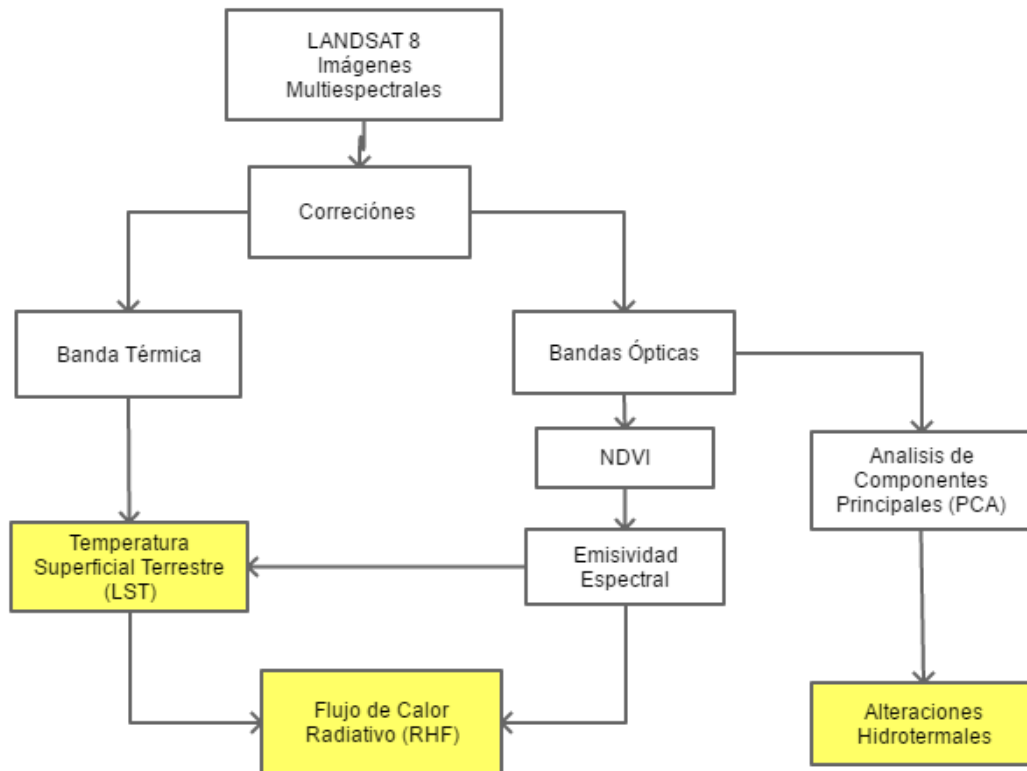 LANDSAT 8
Imágenes
Multiespectrales
Correciónes
Banda Térmica
Bandas Ópticas
NDVI
Analisis de
Componentes
Principales (PCA)
Temperatura
Superficial Terrestre
(LST)
Emisividad
Espectral
Flujo de Calor
Radiativo (RHF)
Alteraciones
Hidrotermales